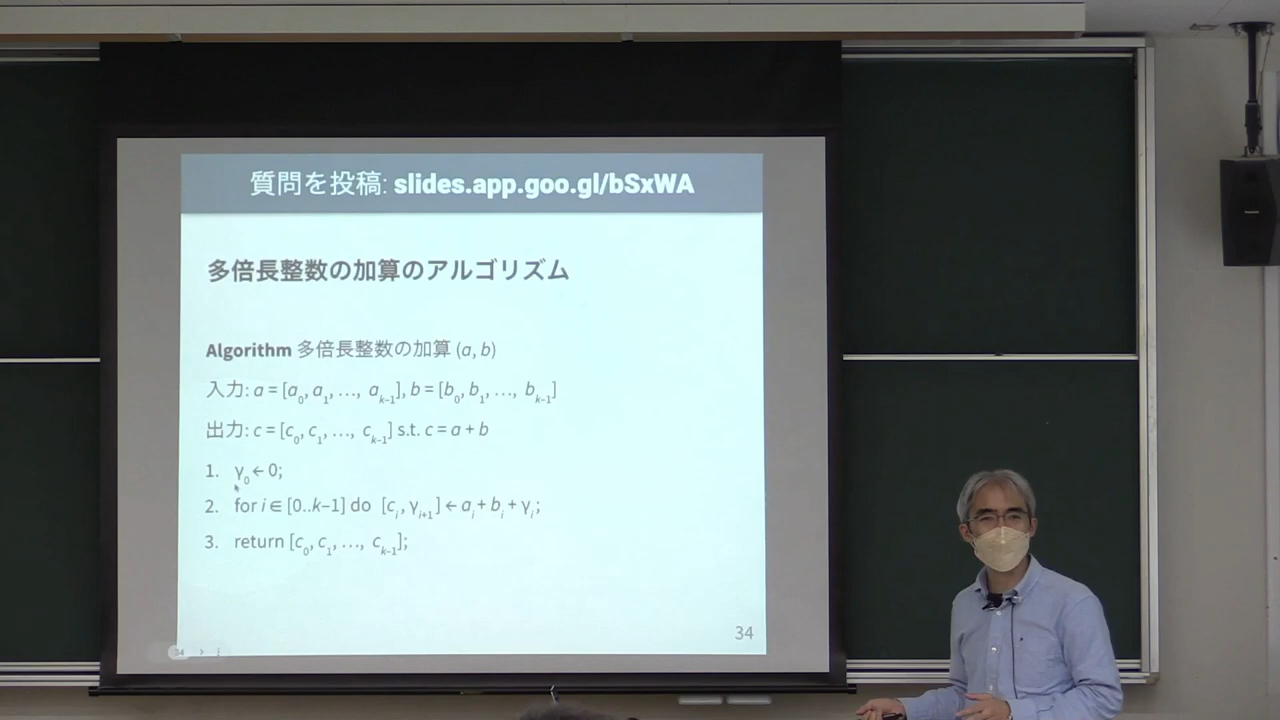 質問を投稿: slides.app.goo.gl/bSxWA
多倍長整数の加算のアルゴリズム
Algorithm 多倍長整数の加算 (a, b)
入力: a = [a₀, a₁, …, aₖ₋₁], b = [b₀, b₁, …, bₖ₋₁]
出力: c = [c₀, c₁, …, cₖ₋₁] s.t. c = a + b
1. γ₀ ← 0;
2. for i ∈ [0..k−1] do [cᵢ, γᵢ₊₁] ← aᵢ + bᵢ + γᵢ;
3. return [c₀, c₁, …, cₖ₋₁];
34
34